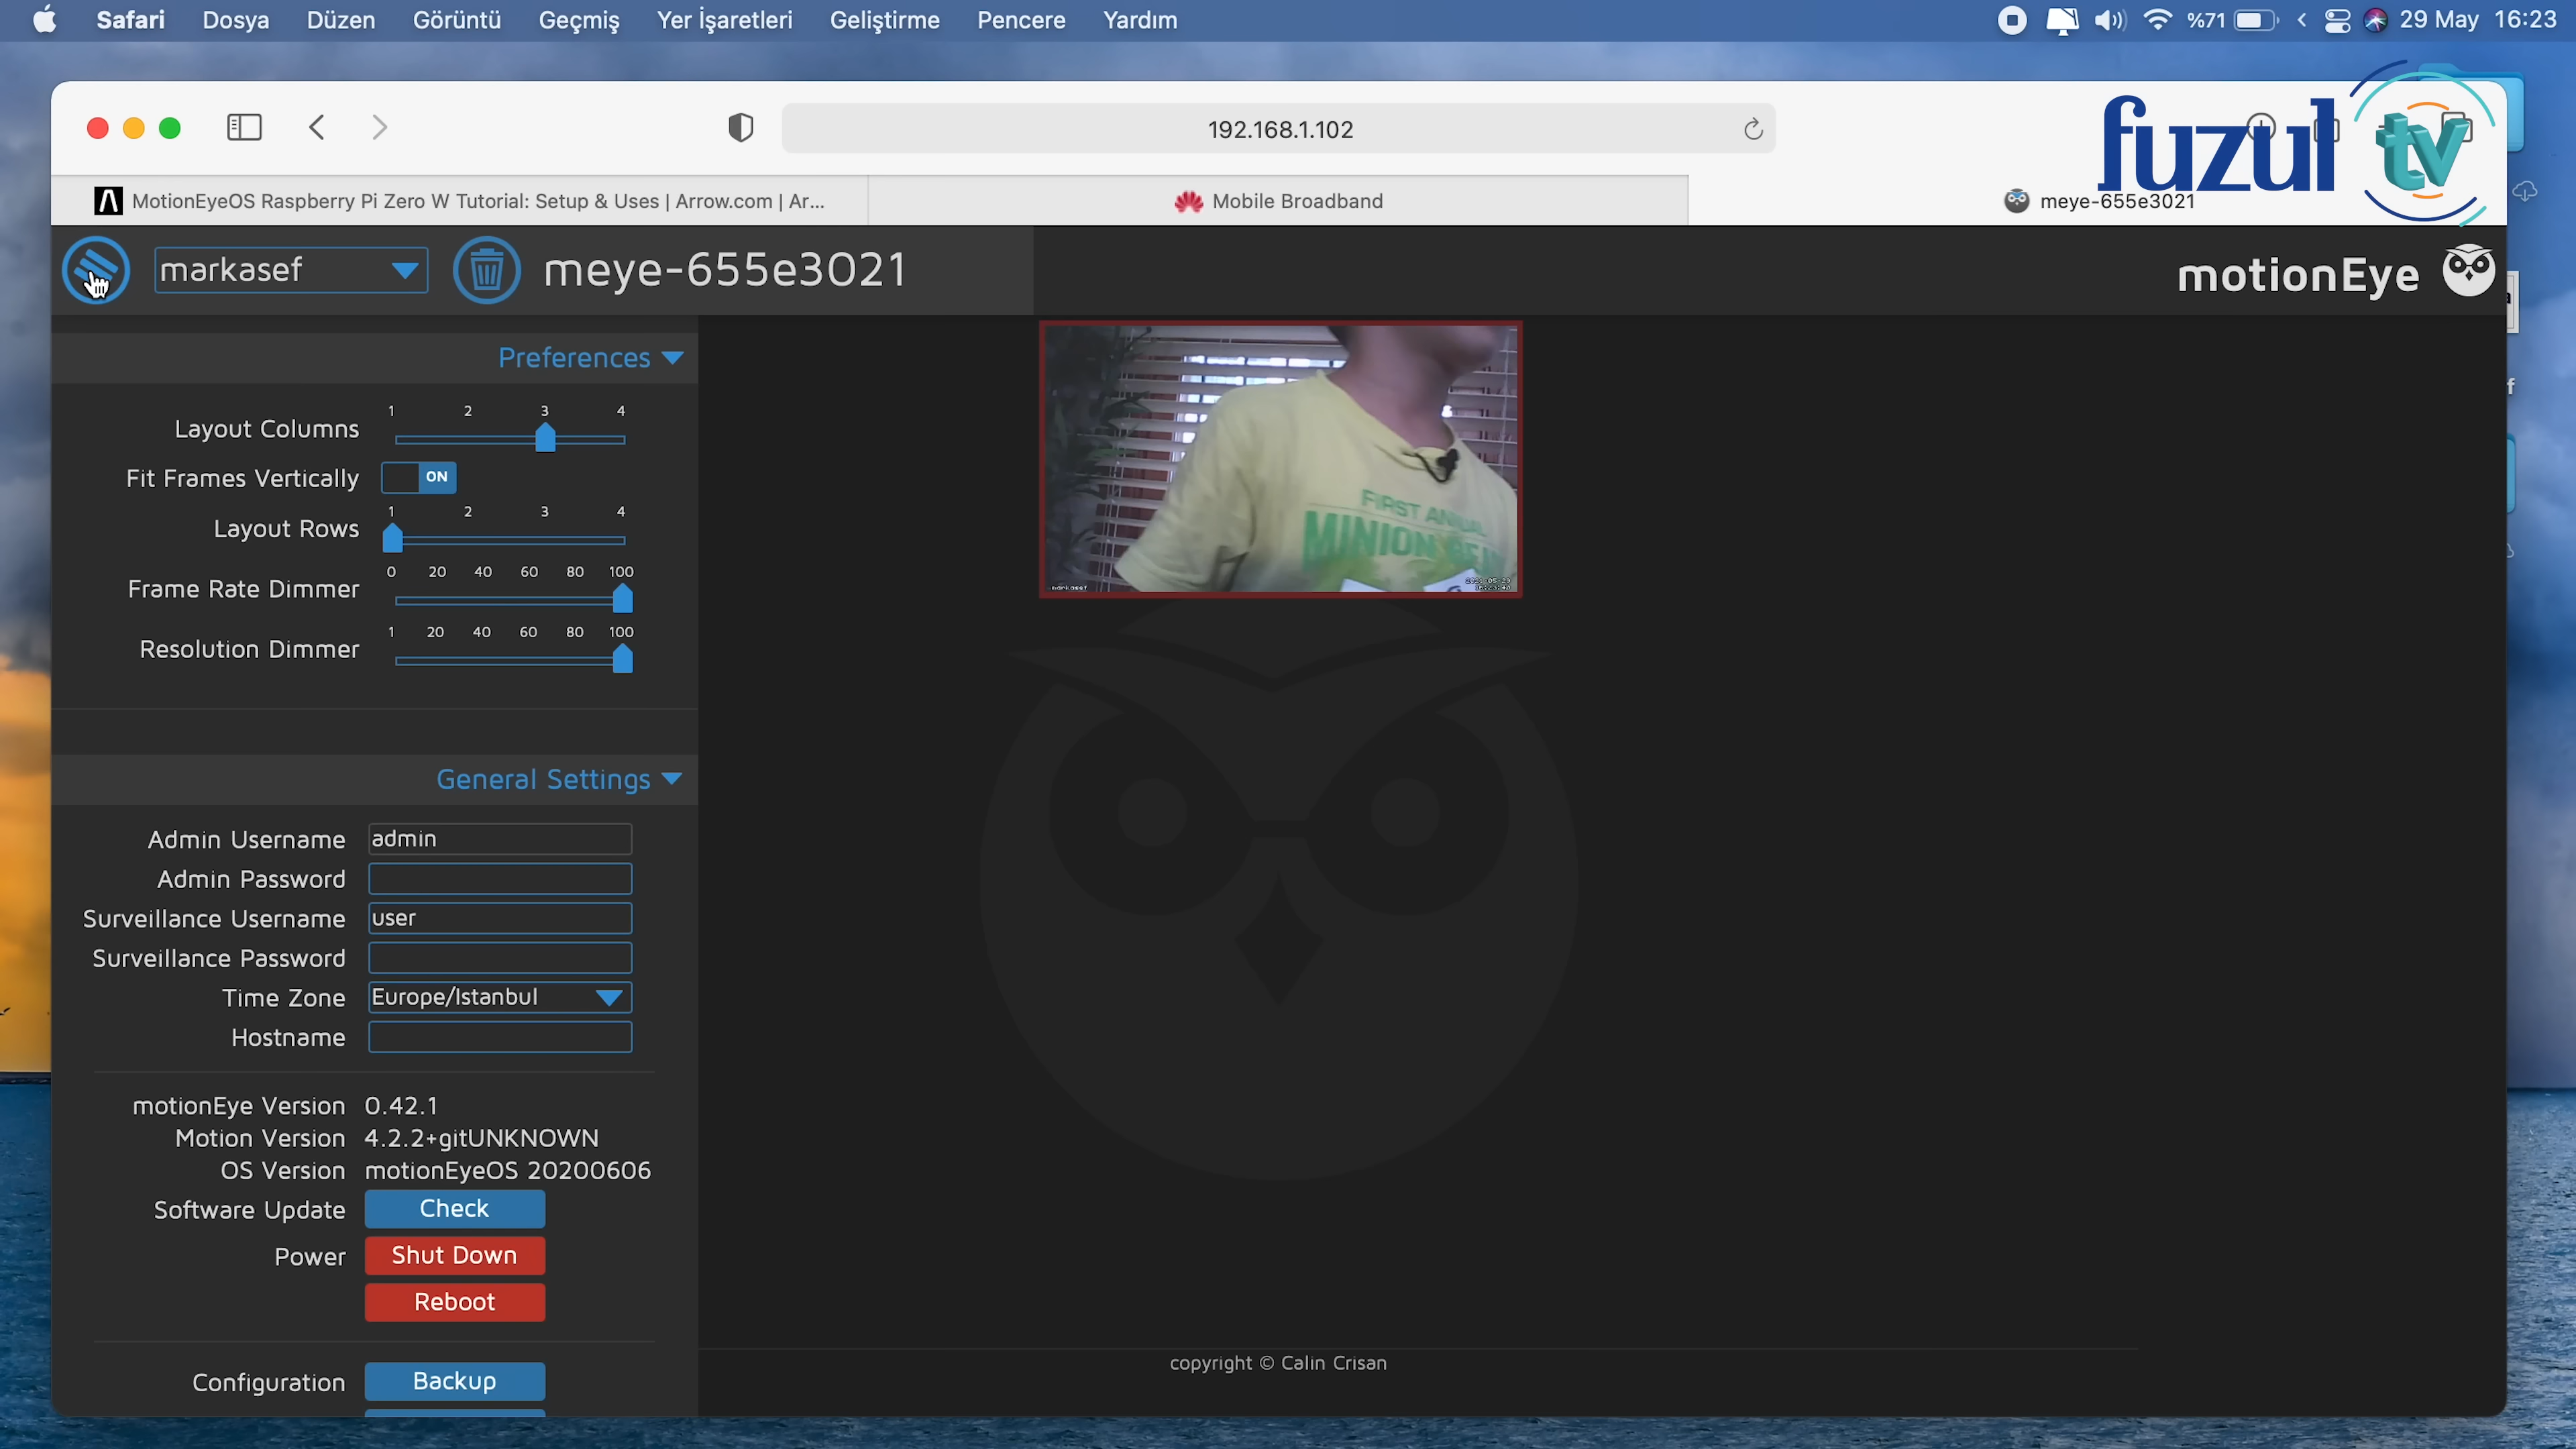 Safari Dosya Düzen Görüntü Geçmiş Yer İşaretleri Geliştirme Pencere Yardım %71 29 May 16:23
192.168.1.102
fuzul tv
MotionEyeOS Raspberry Pi Zero W Tutorial: Setup & Uses | Arrow.com | Ar...
Mobile Broadband
meye-655e3021
markasef
meye-655e3021
motionEye
Preferences
1 2 3 4
Layout Columns
Fit Frames Vertically ON
1 2 3 4
Layout Rows
0 20 40 60 80 100
Frame Rate Dimmer
1 20 40 60 80 100
Resolution Dimmer
FIRST
MINION
markasef
General Settings
Admin Username admin
Admin Password
Surveillance Username user
Surveillance Password
Time Zone Europe/Istanbul
Hostname
motionEye Version 0.42.1
Motion Version 4.2.2+gitUNKNOWN
OS Version motionEyeOS 20200606
Software Update Check
Power Shut Down
Reboot
Configuration Backup
copyright © Calin Crisan